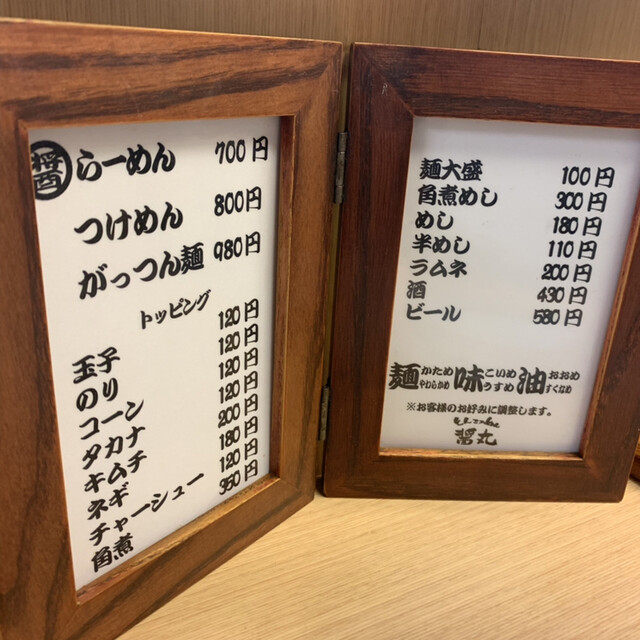 醤 らーめん 700円
つけめん 800円
がっつん麺 980円
トッピング
玉子 120円
のり 120円
コーン 120円
タカナ 120円
キムチ 200円
ネギ 180円
チャーシュー 120円
角煮 350円
麺大盛 100円
角煮めし 300円
めし 180円
半めし 110円
ラムネ 200円
酒 430円
ビール 580円
麺 かため やわらかめ 味 こいめ うすめ 油 おおめ すくなめ
※お客様のお好みに調整します。
醤丸